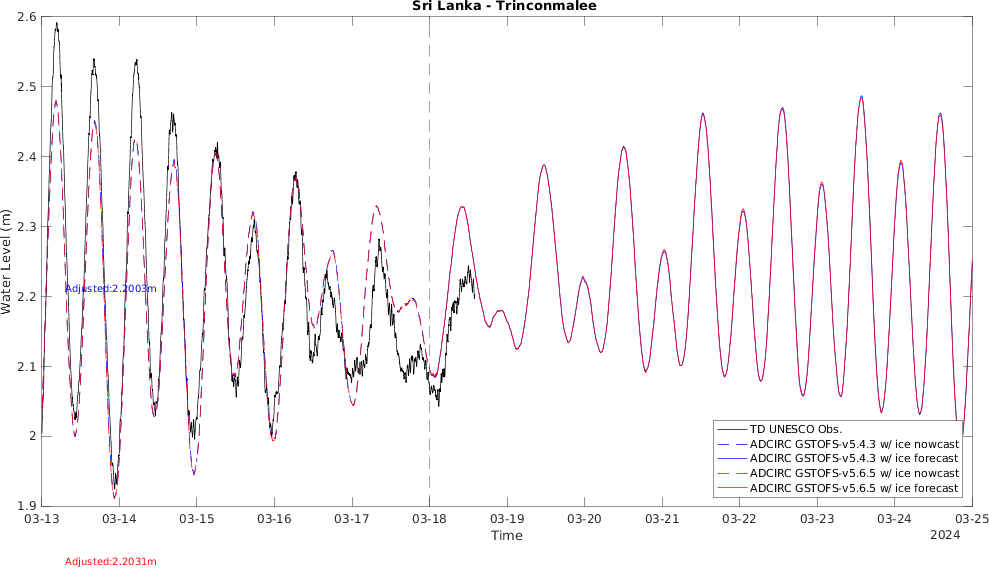 Sri Lanka - Trinconmalee
2.6
2.5
2.4
2.3
2.2
2.1
2
1.9
Water Level (m)
Adjusted:2.2003m
TD UNESCO Obs.
ADCIRC GSTOFS-v5.4.3 w/ ice nowcast
ADCIRC GSTOFS-v5.4.3 w/ ice forecast
ADCIRC GSTOFS-v5.6.5 w/ ice nowcast
ADCIRC GSTOFS-v5.6.5 w/ ice forecast
03-13 03-14 03-15 03-16 03-17 03-18 03-19 03-20 03-21 03-22 03-23 03-24 03-25
Time
2024
Adjusted:2.2031m